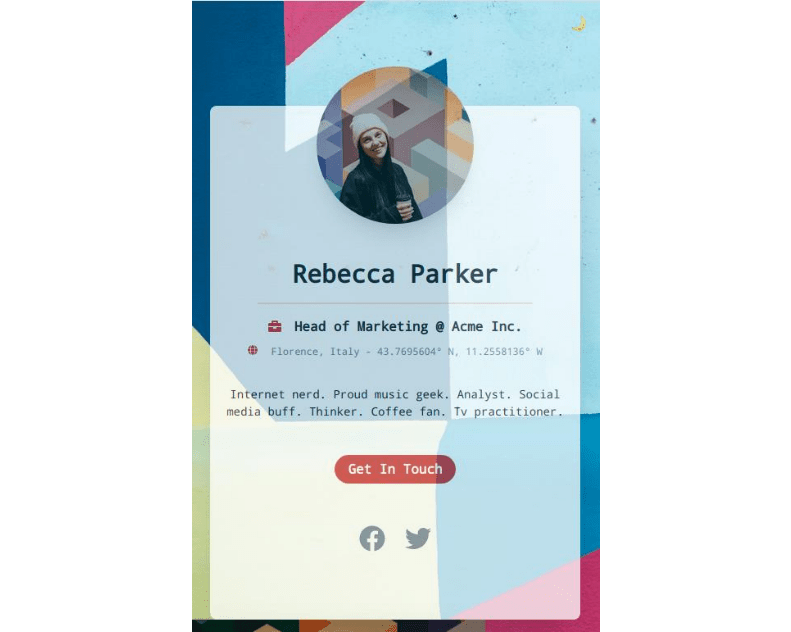 Rebecca Parker
Head of Marketing @ Acme Inc.
Florence, Italy - 43.7695604° N, 11.2558136° W
Internet nerd. Proud music geek. Analyst. Social
media buff. Thinker. Coffee fan. Tv practitioner.
Get In Touch